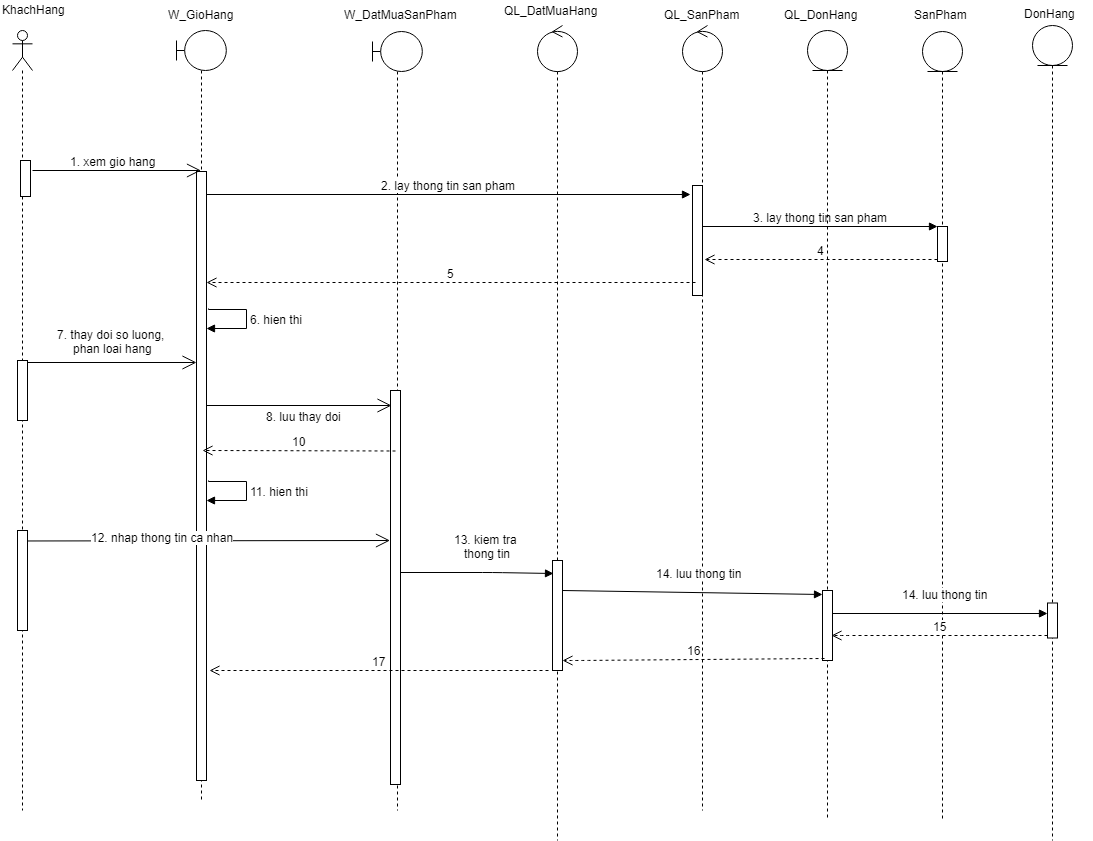 KhachHang
W_GioHang
W_DatMuaSanPham
QL_DatMuaHang
QL_SanPham
QL_DonHang
SanPham
DonHang
1. xem gio hang
2. lay thong tin san pham
3. lay thong tin san pham
4
5
6. hien thi
7. thay doi so luong,
phan loai hang
8. luu thay doi
10
11. hien thi
12. nhap thong tin ca nhan
13. kiem tra
thong tin
14. luu thong tin
14. luu thong tin
15
16
17